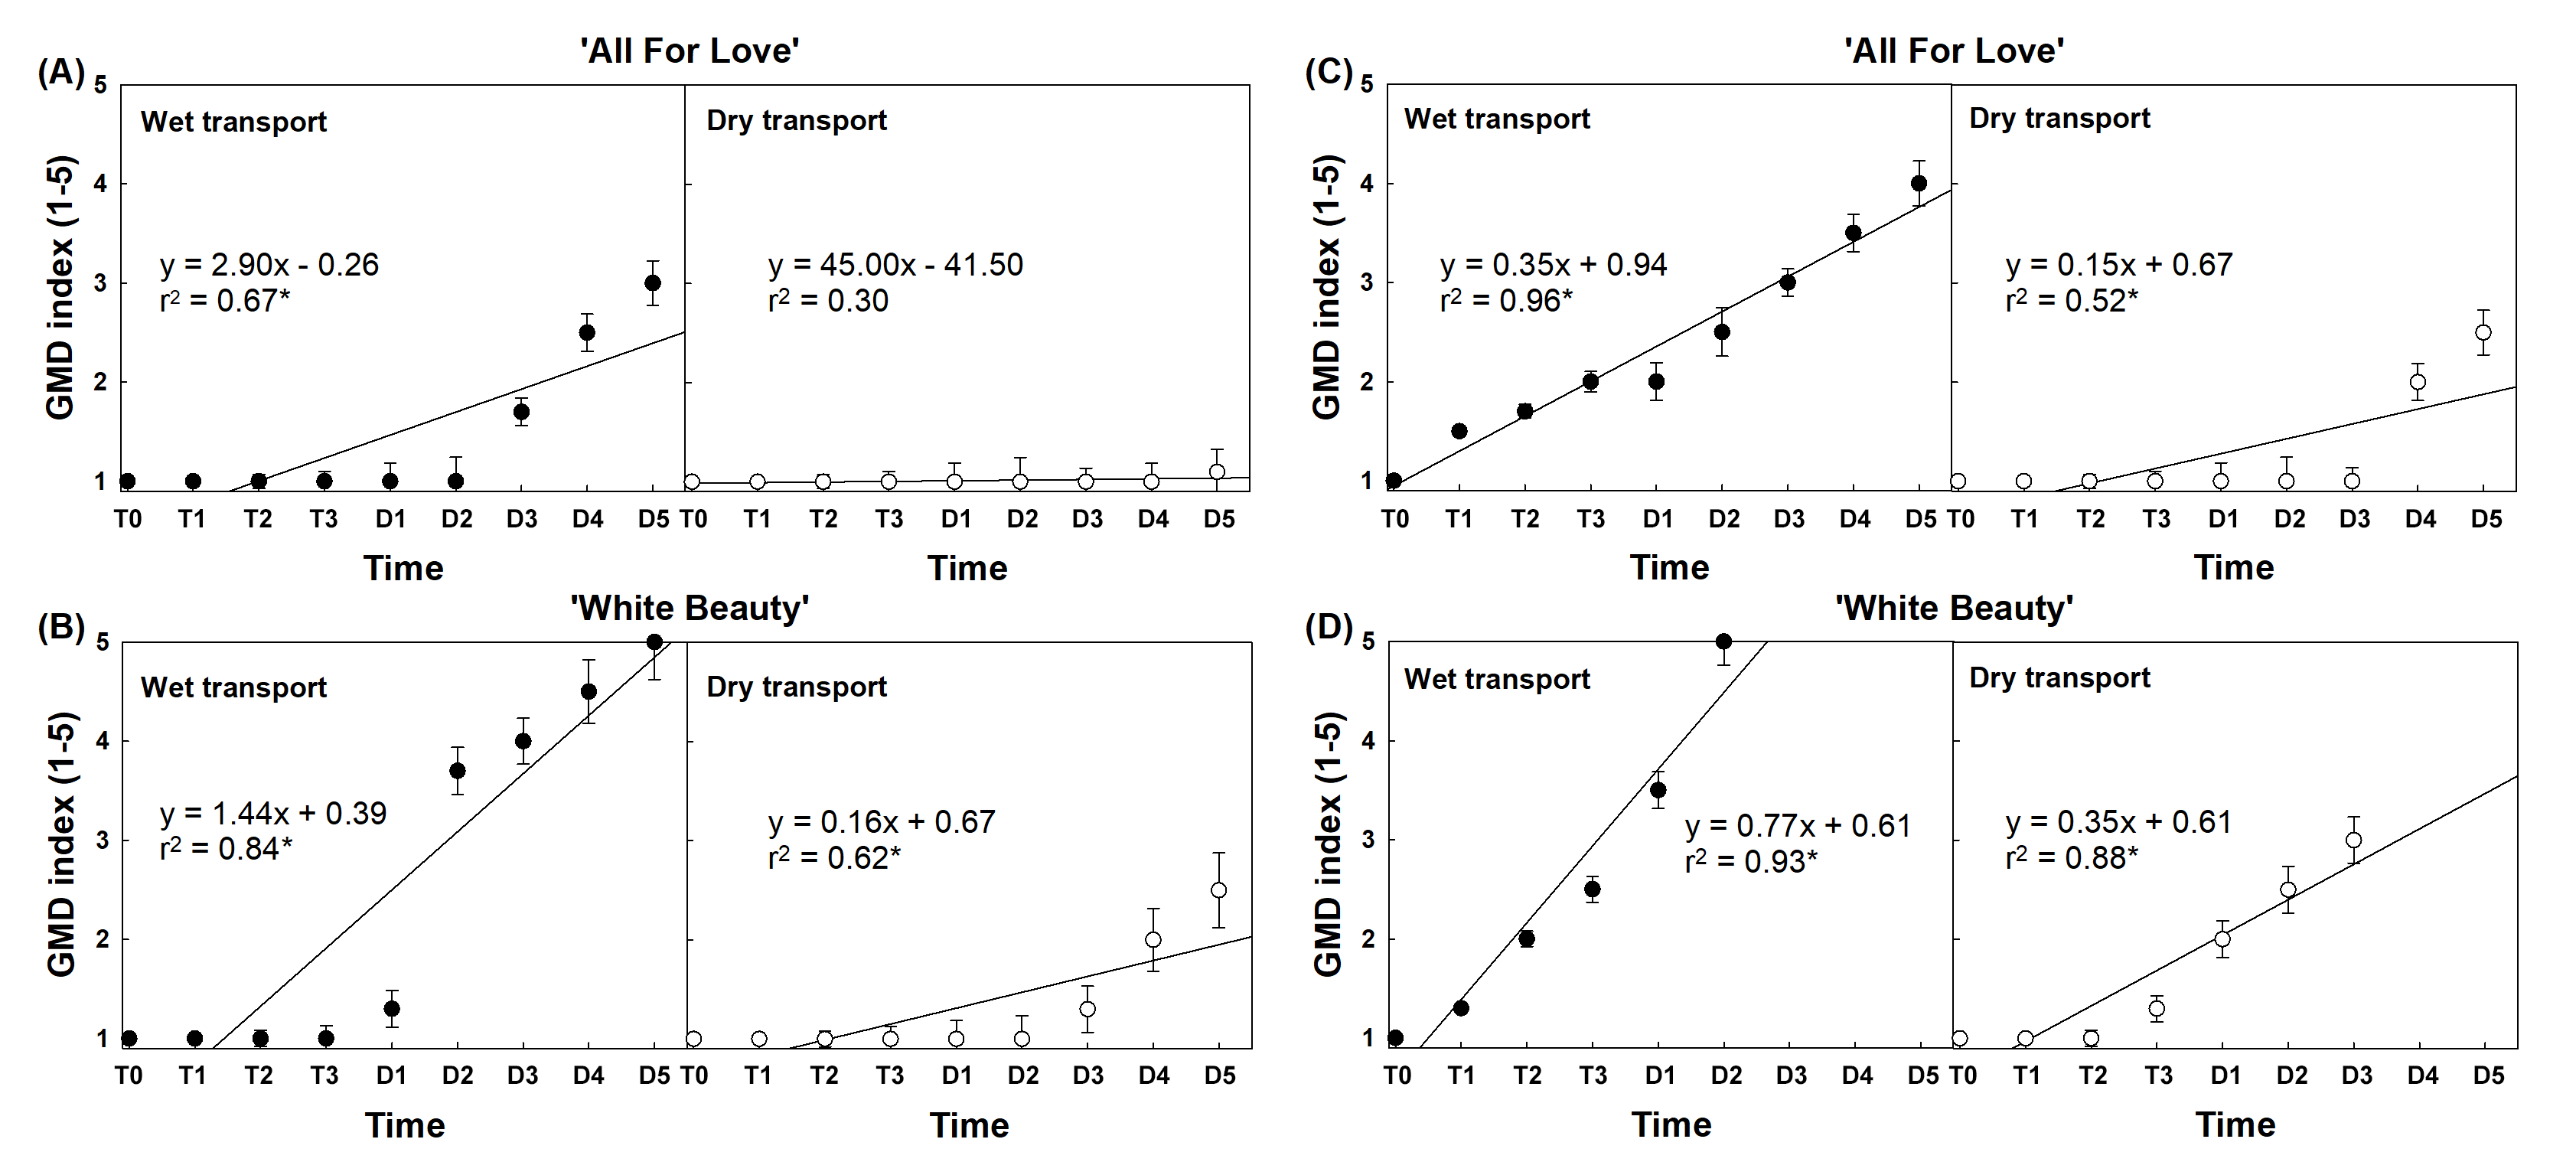 'All For Love'
(A)
Wet transport
Dry transport
GMD index (1-5)
5
4
3
2
1
y = 2.90x - 0.26
r² = 0.67*
y = 45.00x - 41.50
r² = 0.30
T0 T1 T2 T3 D1 D2 D3 D4 D5 T0 T1 T2 T3 D1 D2 D3 D4 D5
Time Time
'White Beauty'
(B)
Wet transport
Dry transport
GMD index (1-5)
5
4
3
2
1
y = 1.44x + 0.39
r² = 0.84*
y = 0.16x + 0.67
r² = 0.62*
T0 T1 T2 T3 D1 D2 D3 D4 D5 T0 T1 T2 T3 D1 D2 D3 D4 D5
Time Time
'All For Love'
(C)
Wet transport
Dry transport
GMD index (1-5)
5
4
3
2
1
y = 0.35x + 0.94
r² = 0.96*
y = 0.15x + 0.67
r² = 0.52*
T0 T1 T2 T3 D1 D2 D3 D4 D5 T0 T1 T2 T3 D1 D2 D3 D4 D5
Time Time
'White Beauty'
(D)
Wet transport
Dry transport
GMD index (1-5)
5
4
3
2
1
y = 0.77x + 0.61
r² = 0.93*
y = 0.35x + 0.61
r² = 0.88*
T0 T1 T2 T3 D1 D2 D3 D4 D5 T0 T1 T2 T3 D1 D2 D3 D4 D5
Time Time